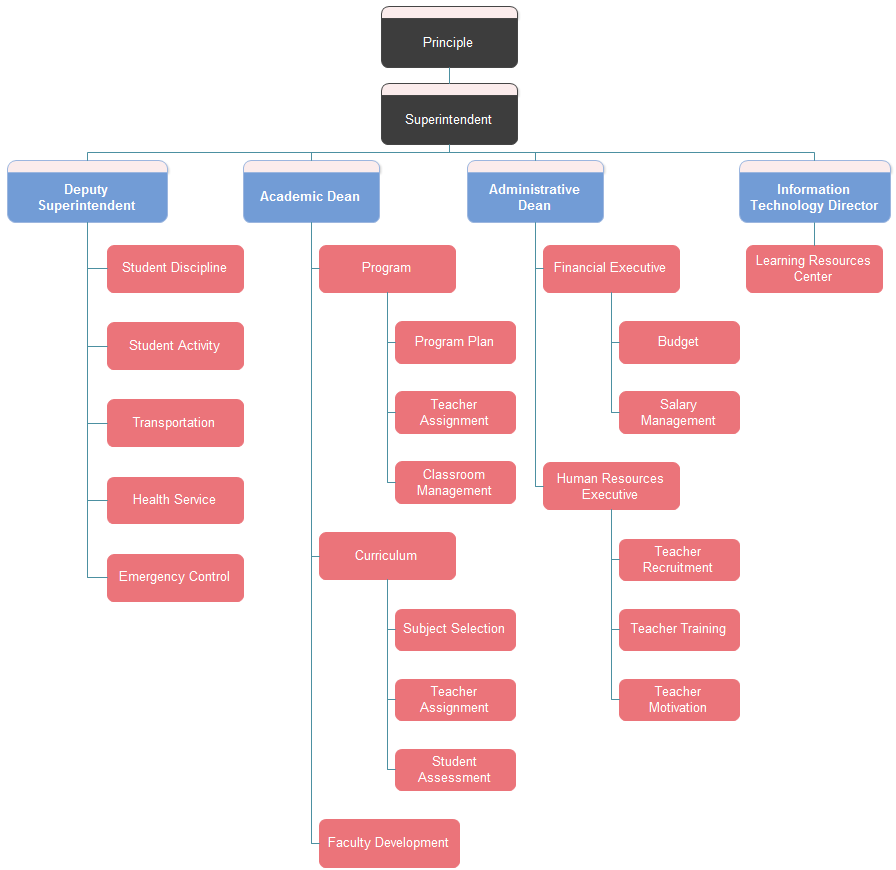 Principle
Superintendent
Deputy
Superintendent
Academic Dean
Administrative
Dean
Information
Technology Director
Student Discipline
Student Activity
Transportation
Health Service
Emergency Control
Program
Program Plan
Teacher
Assignment
Classroom
Management
Curriculum
Subject Selection
Teacher
Assignment
Student
Assessment
Faculty Development
Financial Executive
Budget
Salary
Management
Human Resources
Executive
Teacher
Recruitment
Teacher Training
Teacher
Motivation
Learning Resources
Center